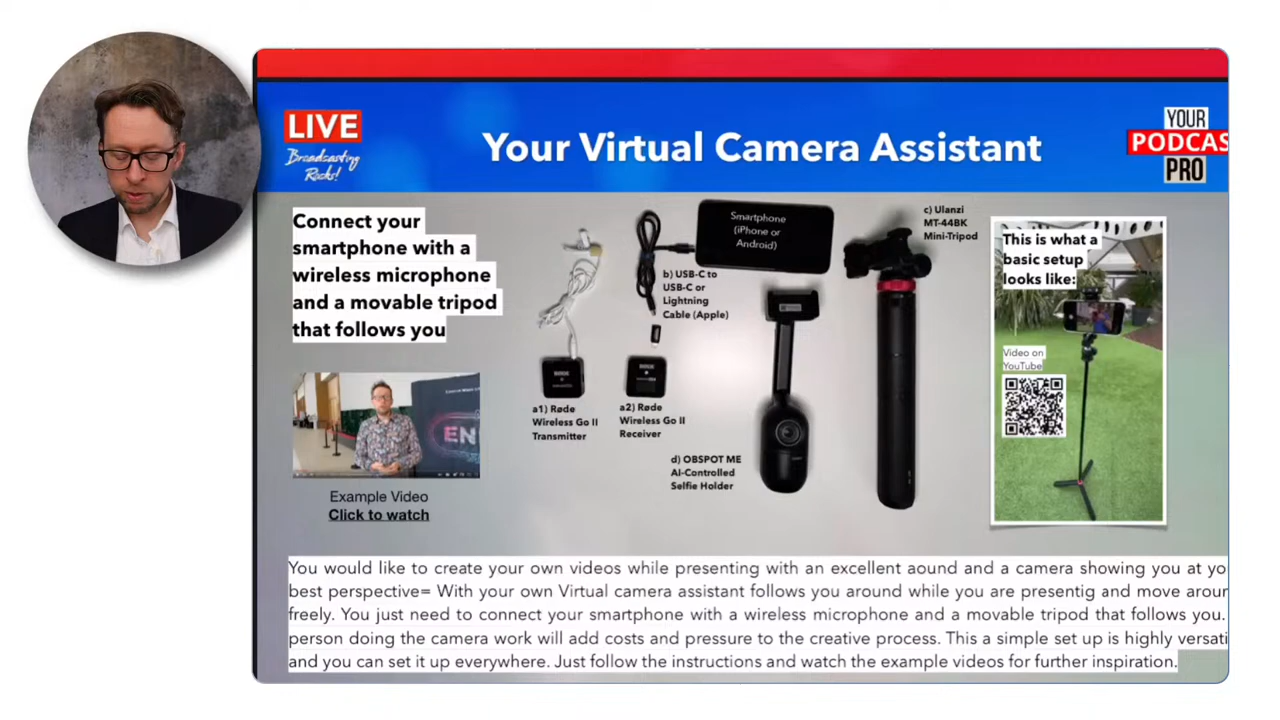 LIVE
Broadcasting
Rocks!
Your Virtual Camera Assistant
YOUR
PODCAS
PRO
Connect your
smartphone with a
wireless microphone
and a movable tripod
that follows you
Example Video
Click to watch
a1) Røde
Wireless Go II
Transmitter
a2) Røde
Wireless Go II
Receiver
b) USB-C to
USB-C or
Lightning
Cable (Apple)
Smartphone
(iPhone or
Android)
c) Ulanzi
MT-44BK
Mini-Tripod
d) OBSPOT ME
AI-Controlled
Selfie Holder
This is what a
basic setup
looks like:
Video on
YouTube
You would like to create your own videos while presenting with an excellent aound and a camera showing you at yo
best perspective= With your own Virtual camera assistant follows you around while you are presentig and move arour
freely. You just need to connect your smartphone with a wireless microphone and a movable tripod that follows you.
person doing the camera work will add costs and pressure to the creative process. This a simple set up is highly versati
and you can set it up everywhere. Just follow the instructions and watch the example videos for further inspiration.